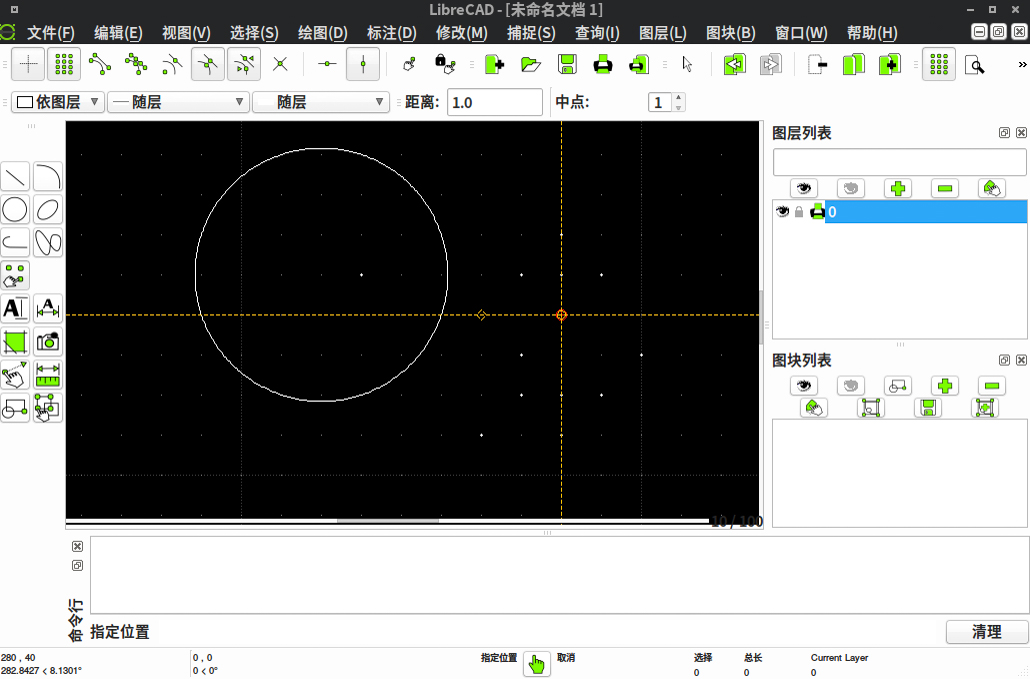 LibreCAD - [未命名文档 1]
文件(F) 编辑(E) 视图(V) 选择(S) 绘图(D) 标注(D) 修改(M) 捕捉(S) 查询(I) 图层(L) 图块(B) 窗口(W) 帮助(H)
依图层 随层 随层 距离: 1.0 中点: 1
图层列表
0
图块列表
10 / 100
命令行
指定位置
清理
280 , 40
282.8427 < 8.1301°
0 , 0
0 < 0°
指定位置
取消
选择
0
总长
0
Current Layer
0